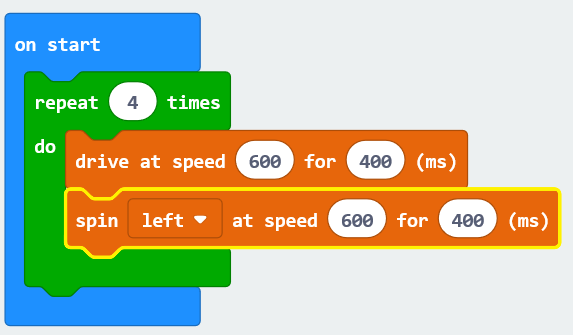 on start
repeat 4 times
do
drive at speed 600 for 400 (ms)
spin left at speed 600 for 400 (ms)